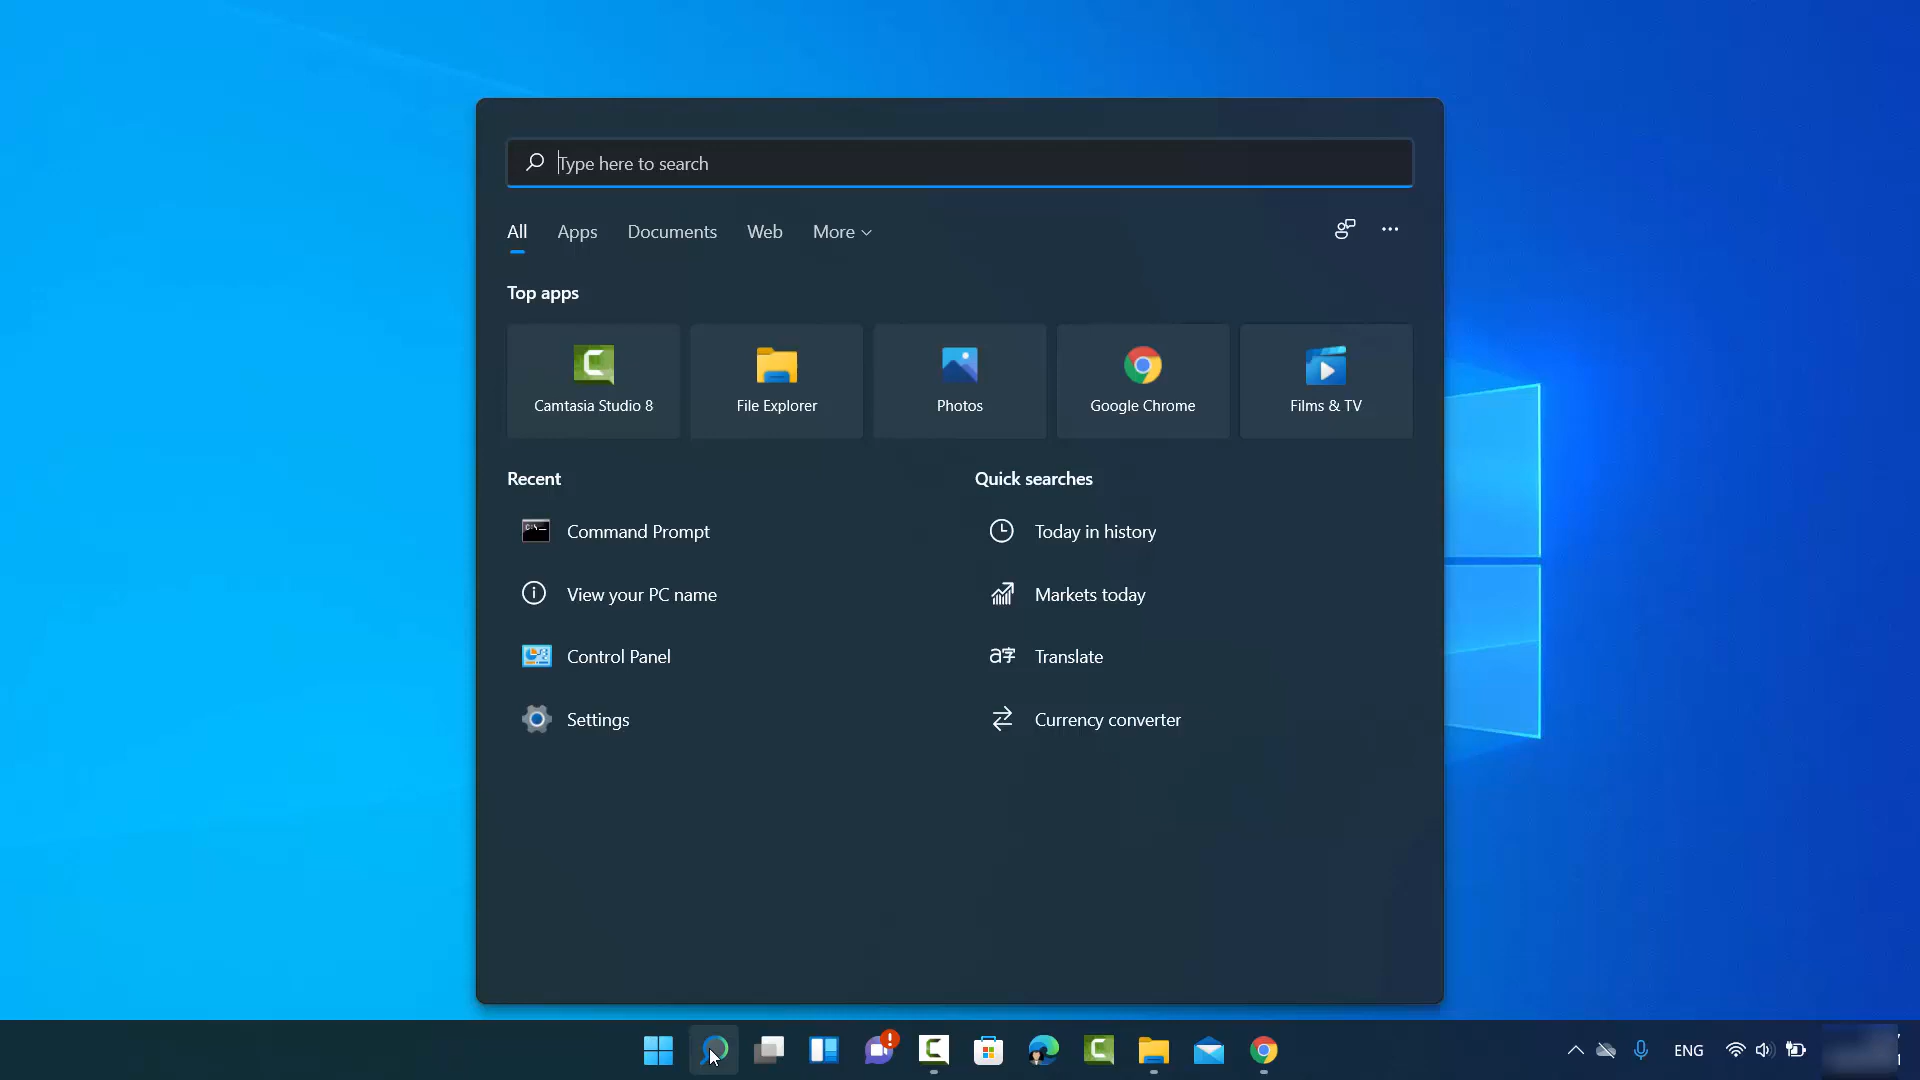 Type here to search
All Apps Documents Web More
Top apps
Camtasia Studio 8 File Explorer Photos Google Chrome Films & TV
Recent Quick searches
Command Prompt Today in history
View your PC name Markets today
Control Panel Translate
Settings Currency converter
ENG